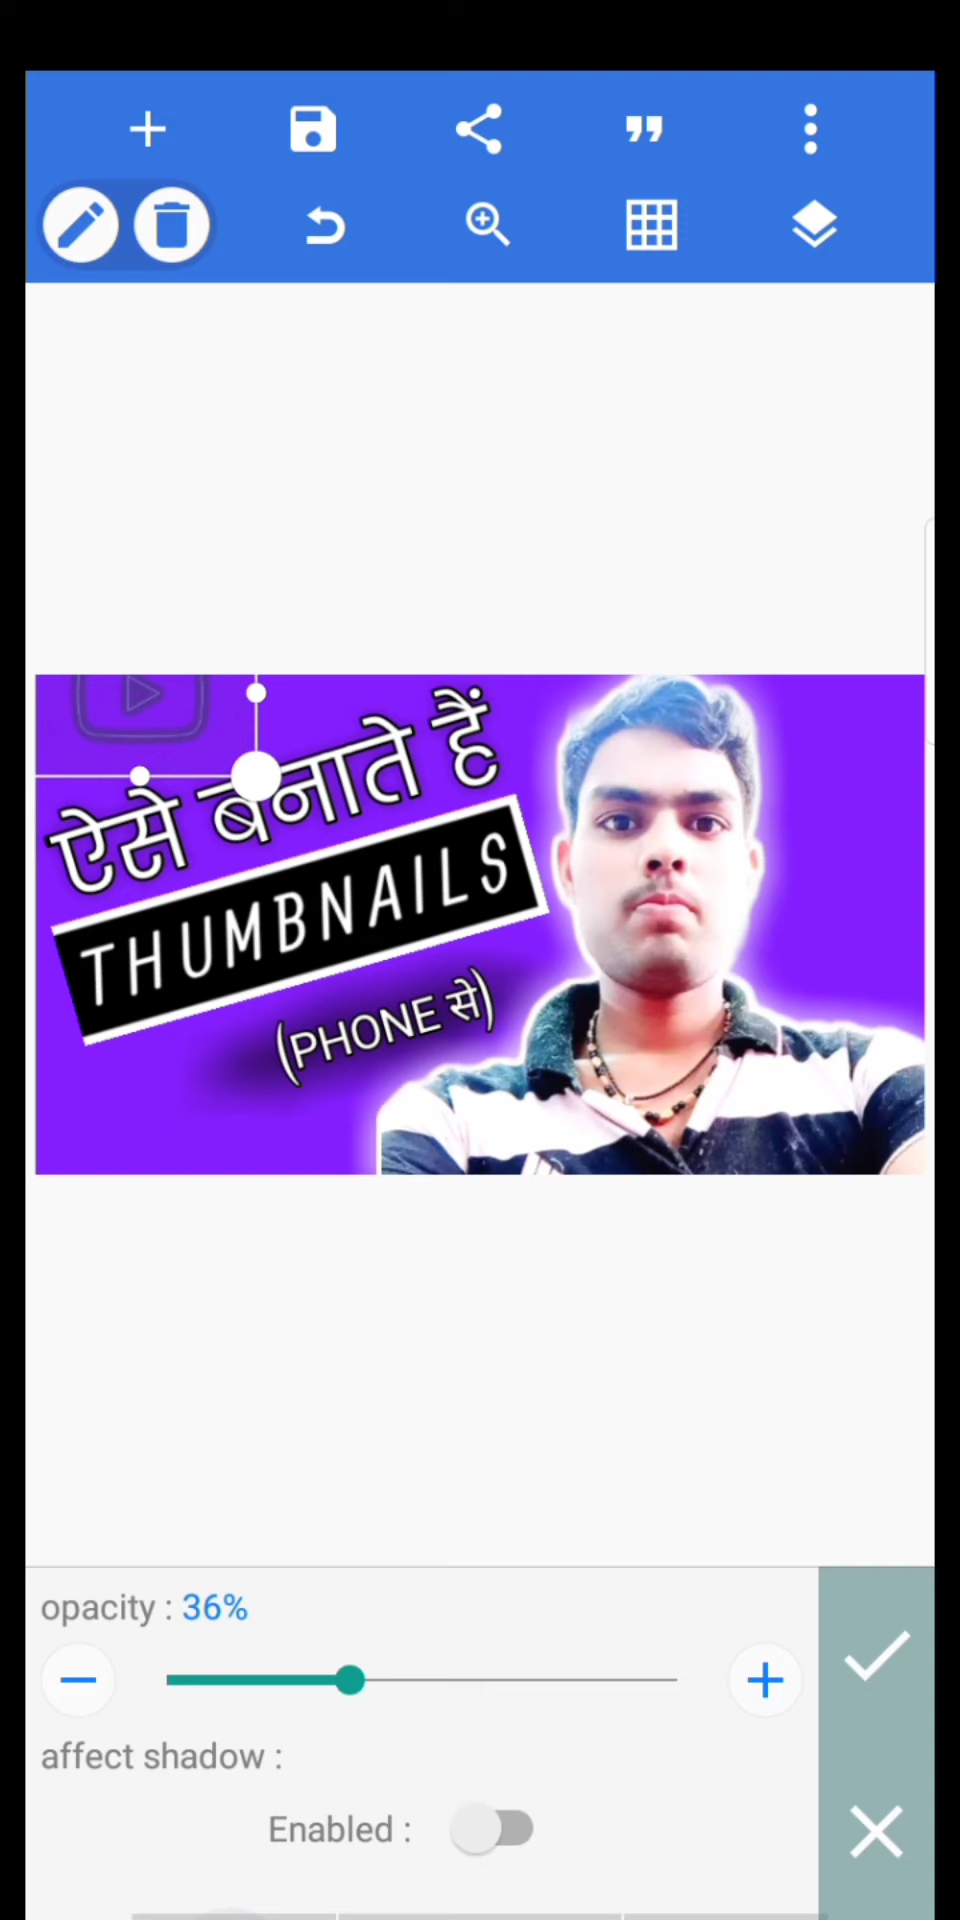 ऐसे बनाते हैं
THUMBNAILS
(PHONE से)
opacity : 36%
affect shadow :
Enabled :